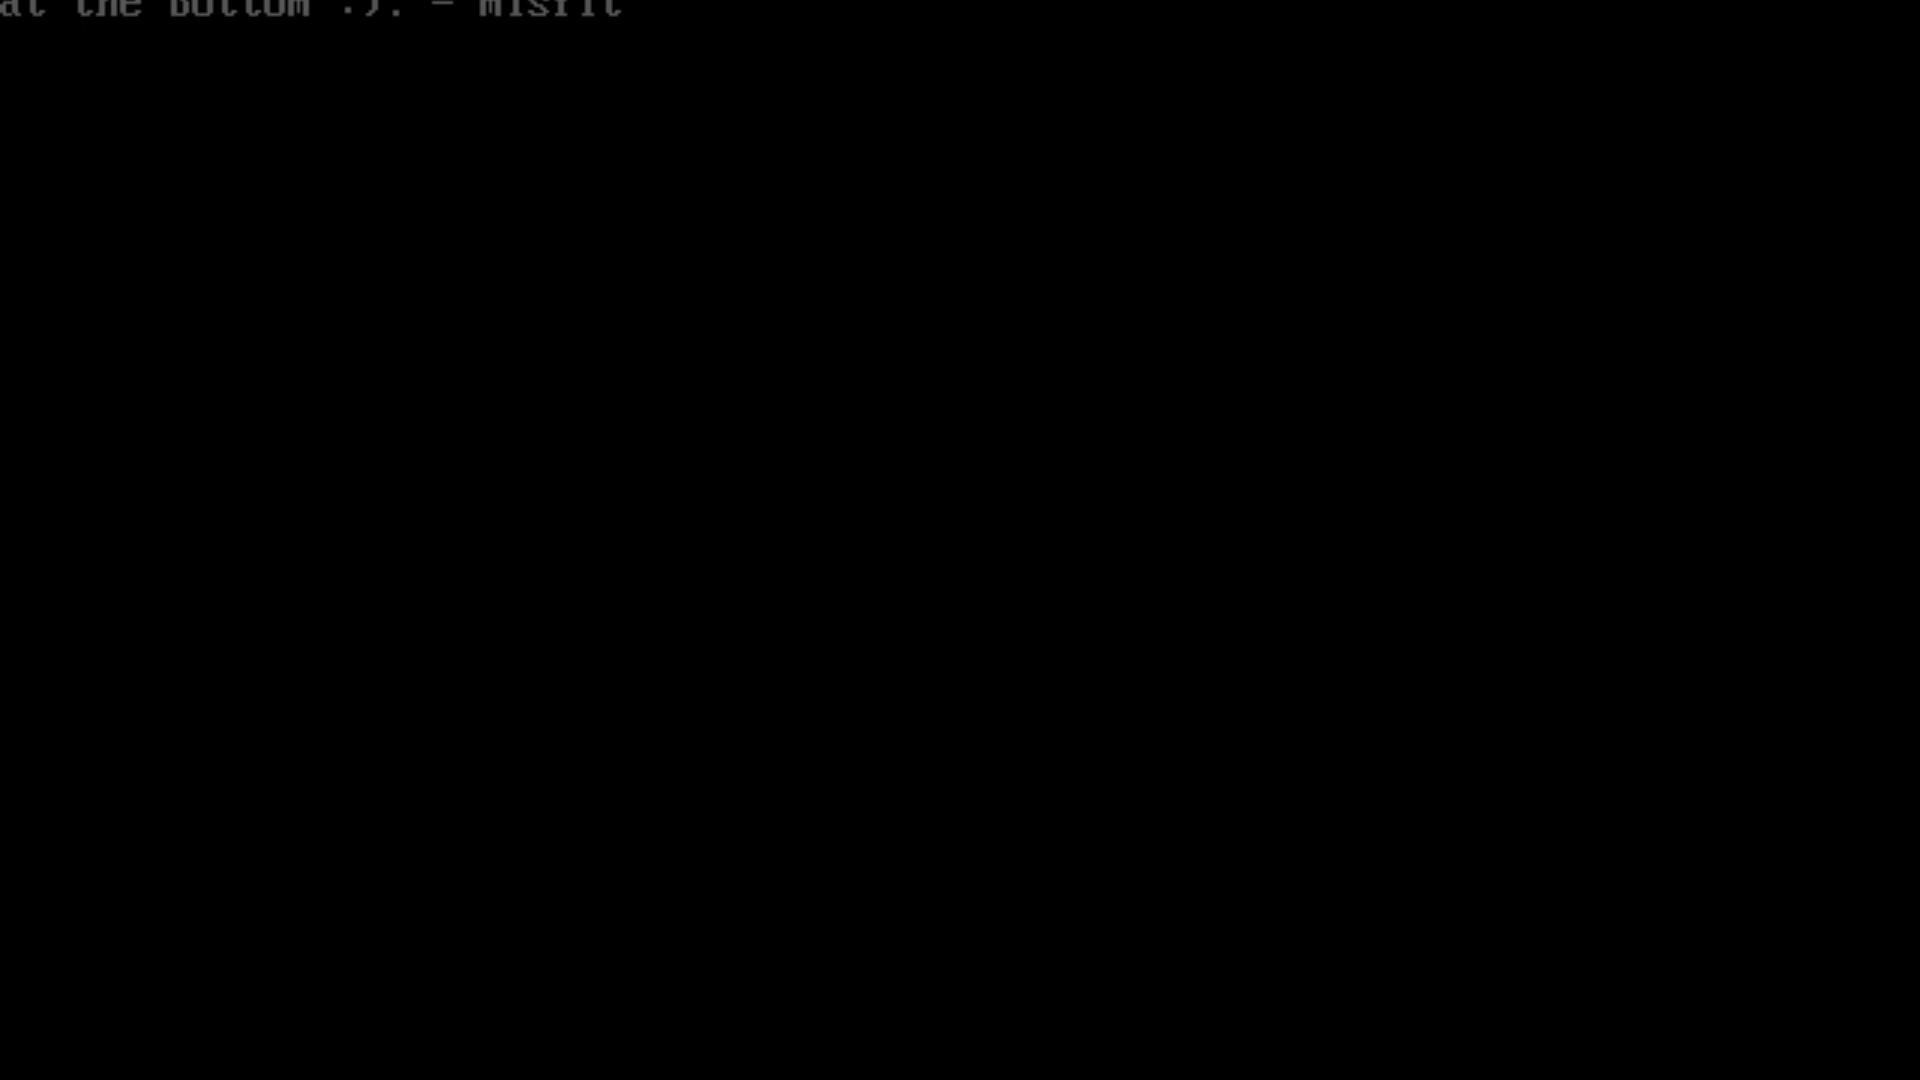 at the bottom :). - misfit